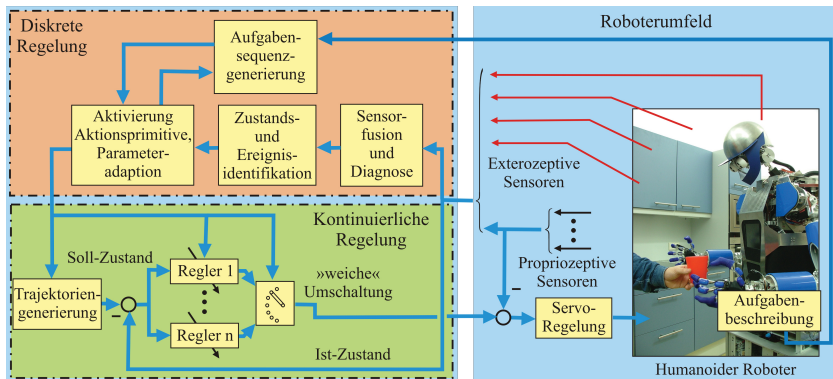 Diskrete
Regelung
Aufgaben-
sequenz-
generierung
Aktivierung
Aktionsprimitive,
Parameter-
adaption
Zustands-
und
Ereignis-
identifikation
Sensor-
fusion
und
Diagnose
Kontinuierliche
Regelung
Soll-Zustand
Trajektorien-
generierung
–
Regler 1
Regler n
»weiche«
Umschaltung
Ist-Zustand
Roboterumfeld
Exterozeptive
Sensoren
Propriozeptive
Sensoren
–
Servo-
Regelung
Aufgaben-
beschreibung
Humanoider Roboter